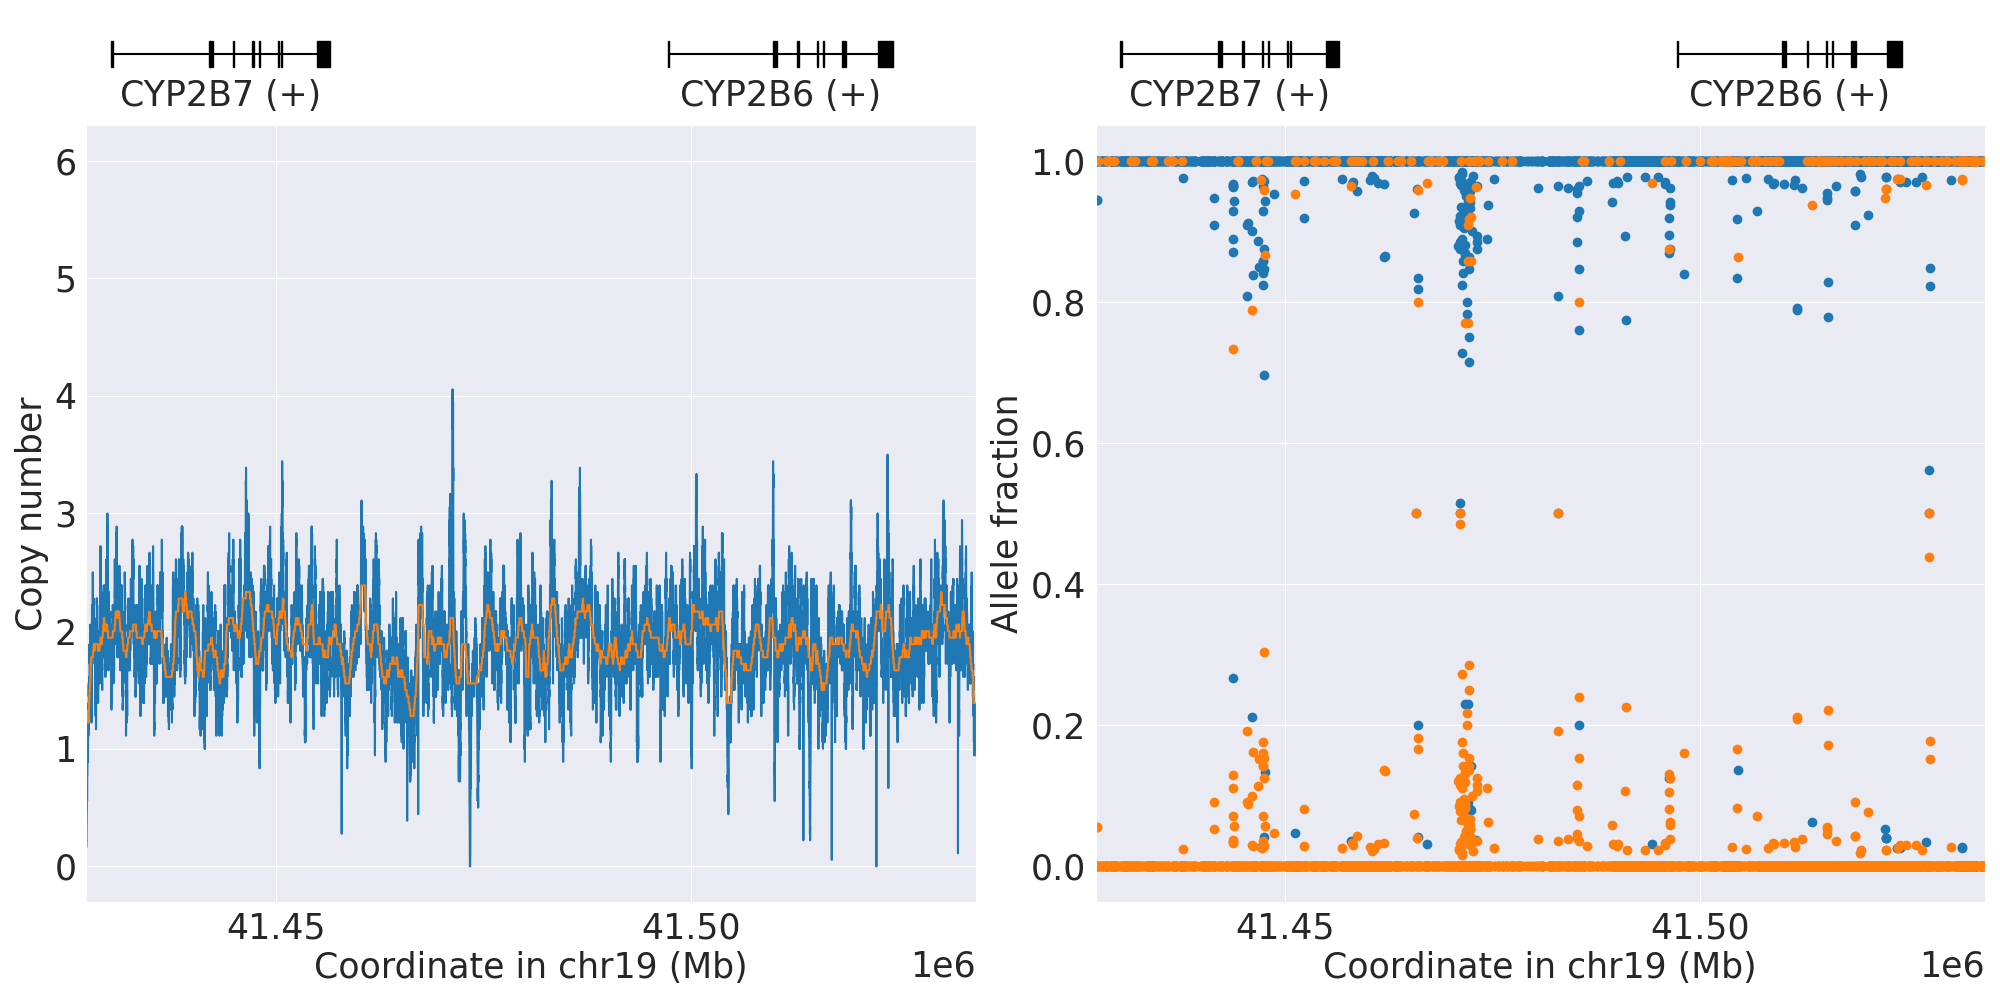 CYP2B7 (+)
CYP2B6 (+)
6
5
4
3
2
1
0
Copy number
41.45
41.50
Coordinate in chr19 (Mb)
1e6
CYP2B7 (+)
CYP2B6 (+)
1.0
0.8
0.6
0.4
0.2
0.0
Allele fraction
41.45
41.50
Coordinate in chr19 (Mb)
1e6